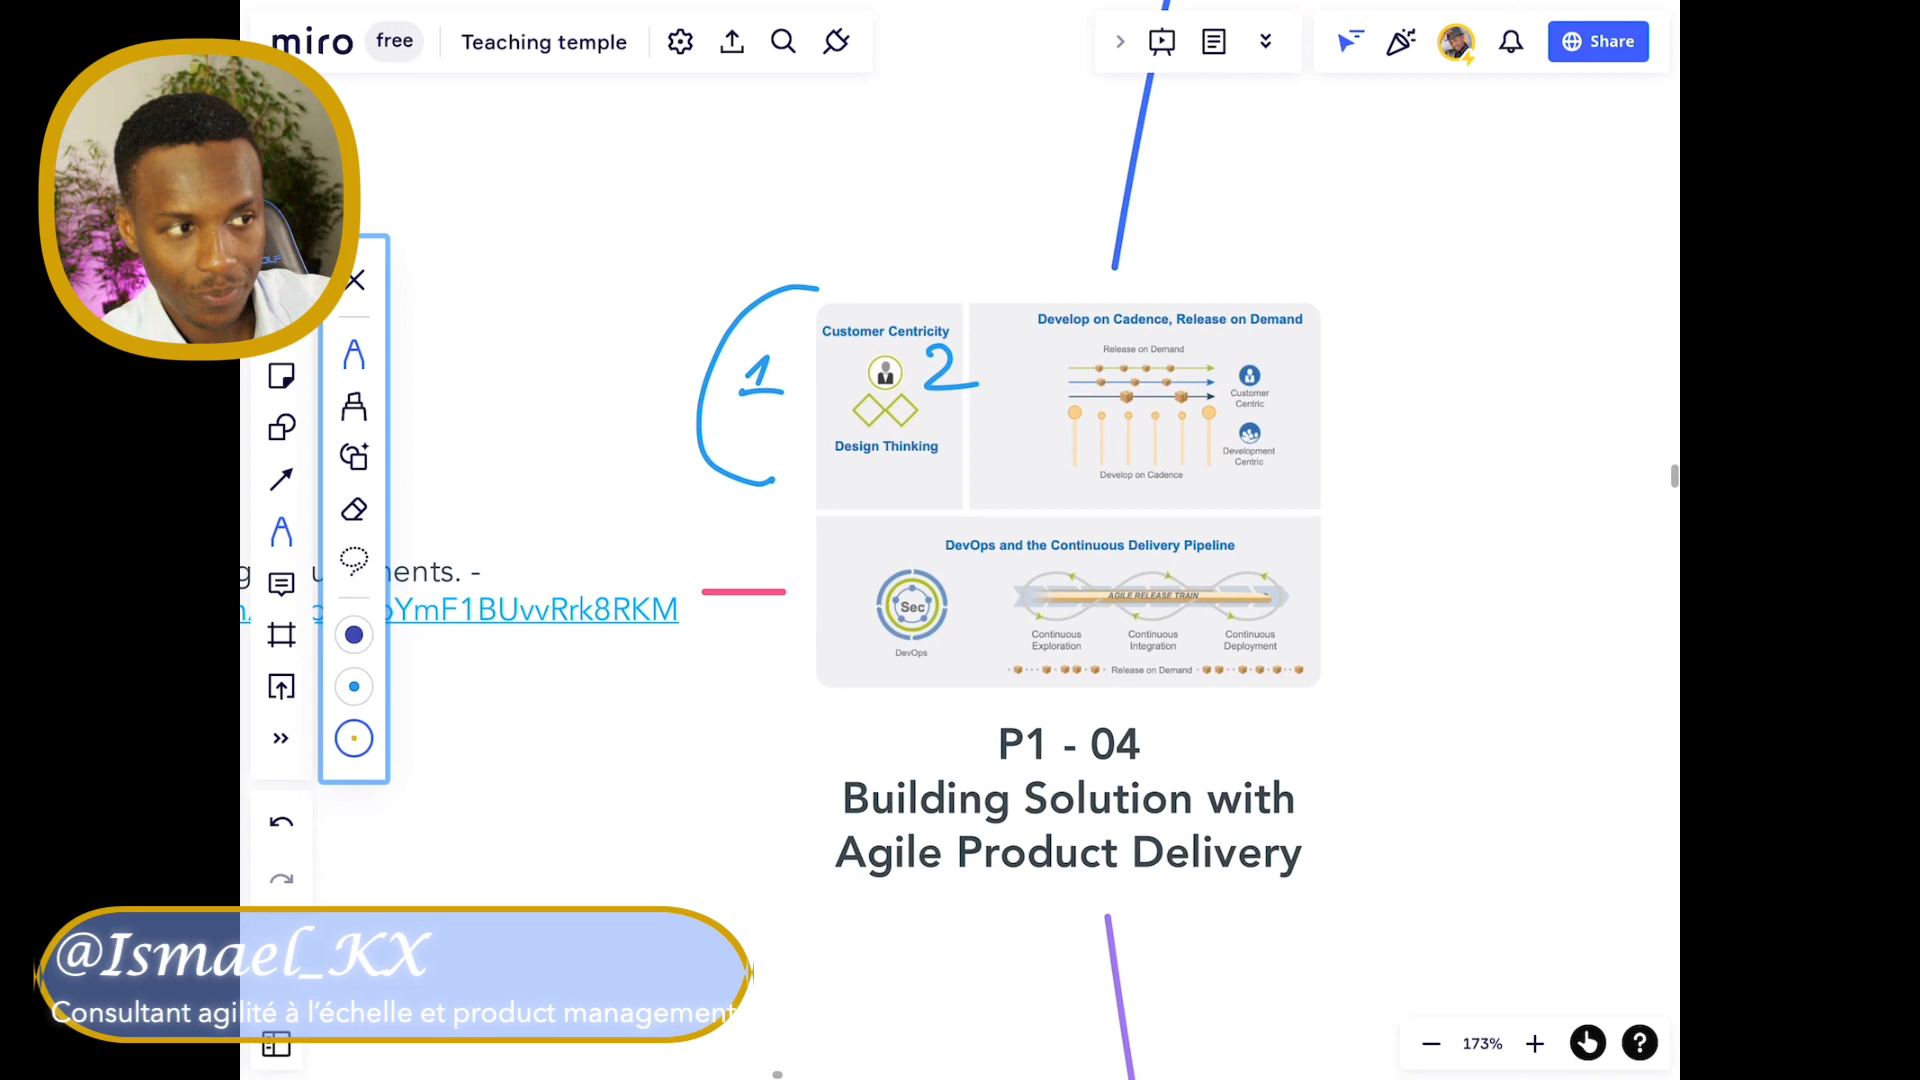 miro free Teaching temple
Share
1
2
Customer Centricity
Design Thinking
Develop on Cadence, Release on Demand
Release on Demand
Customer
Centric
Development
Centric
Develop on Cadence
ents. -
YmF1BUvvRrk8RKM
DevOps and the Continuous Delivery Pipeline
Sec
DevOps
AGILE RELEASE TRAIN
Continuous
Exploration
Continuous
Integration
Continuous
Deployment
Release on Demand
P1 - 04
Building Solution with
Agile Product Delivery
@Ismael_KX
Consultant agilité à l’échelle et product management
173%